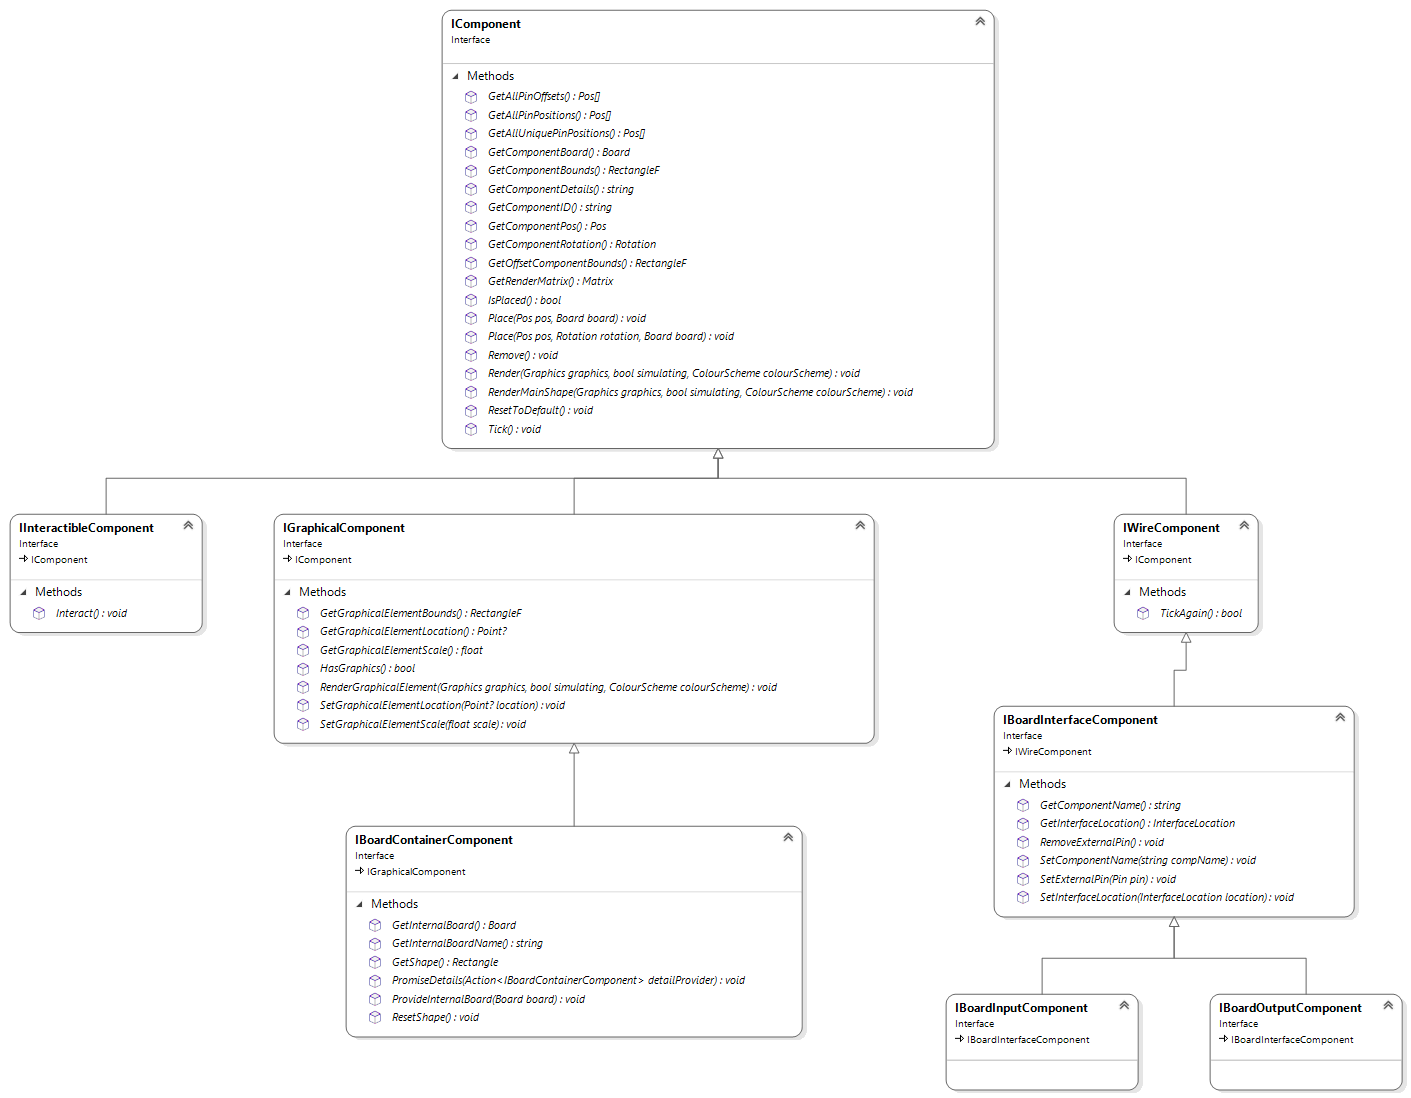 IComponent
Interface
Methods
GetAllPinOffsets() : Pos[]
GetAllPinPositions() : Pos[]
GetAllUniquePinPositions() : Pos[]
GetComponentBoard() : Board
GetComponentBounds() : RectangleF
GetComponentDetails() : string
GetComponentID() : string
GetComponentPos() : Pos
GetComponentRotation() : Rotation
GetOffsetComponentBounds() : RectangleF
GetRenderMatrix() : Matrix
IsPlaced() : bool
Place(Pos pos, Board board) : void
Place(Pos pos, Rotation rotation, Board board) : void
Remove() : void
Render(Graphics graphics, bool simulating, ColourScheme colourScheme) : void
RenderMainShape(Graphics graphics, bool simulating, ColourScheme colourScheme) : void
ResetToDefault() : void
Tick() : void
IInteractibleComponent
Interface
IComponent
Methods
Interact() : void
IGraphicalComponent
Interface
IComponent
Methods
GetGraphicalElementBounds() : RectangleF
GetGraphicalElementLocation() : Point?
GetGraphicalElementScale() : float
HasGraphics() : bool
RenderGraphicalElement(Graphics graphics, bool simulating, ColourScheme colourScheme) : void
SetGraphicalElementLocation(Point? location) : void
SetGraphicalElementScale(float scale) : void
IWireComponent
Interface
IComponent
Methods
TickAgain() : bool
IBoardInterfaceComponent
Interface
IWireComponent
Methods
GetComponentName() : string
GetInterfaceLocation() : InterfaceLocation
RemoveExternalPin() : void
SetComponentName(string compName) : void
SetExternalPin(Pin pin) : void
SetInterfaceLocation(InterfaceLocation location) : void
IBoardContainerComponent
Interface
IGraphicalComponent
Methods
GetInternalBoard() : Board
GetInternalBoardName() : string
GetShape() : Rectangle
PromiseDetails(Action<IBoardContainerComponent> detailProvider) : void
ProvideInternalBoard(Board board) : void
ResetShape() : void
IBoardInputComponent
Interface
IBoardInterfaceComponent
IBoardOutputComponent
Interface
IBoardInterfaceComponent